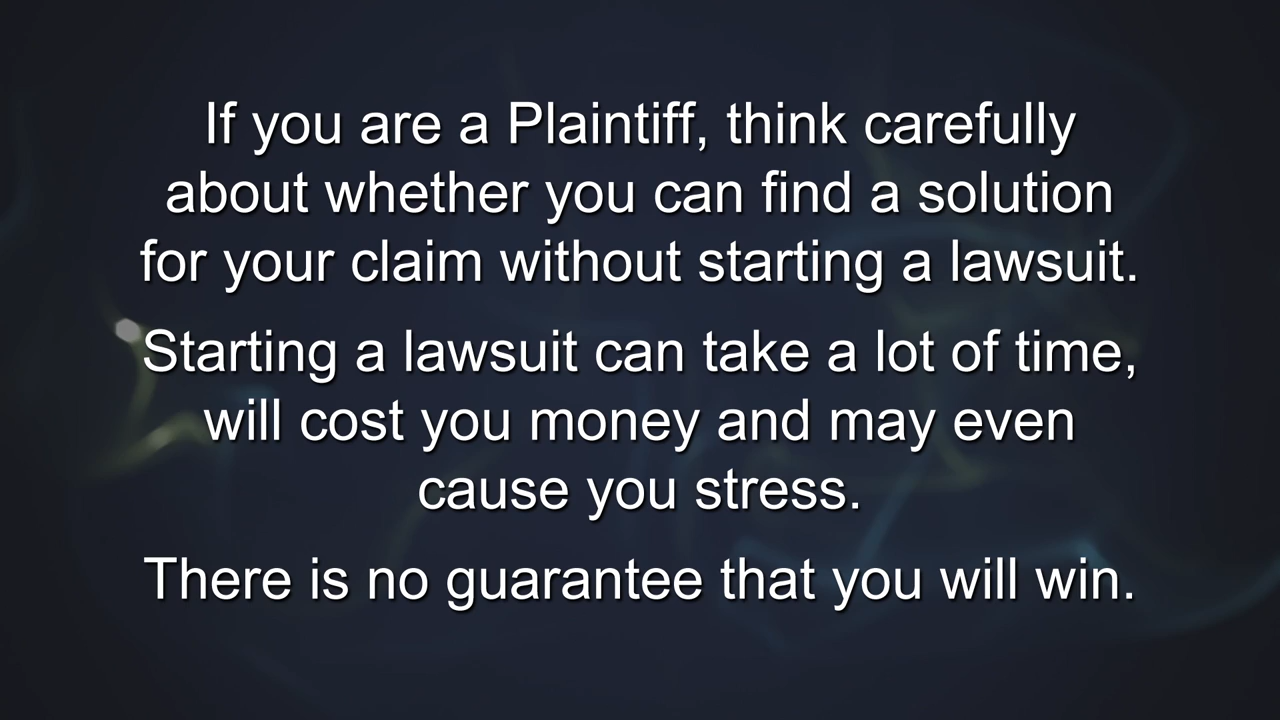 If you are a Plaintiff, think carefully
about whether you can find a solution
for your claim without starting a lawsuit.
Starting a lawsuit can take a lot of time,
will cost you money and may even
cause you stress.
There is no guarantee that you will win.